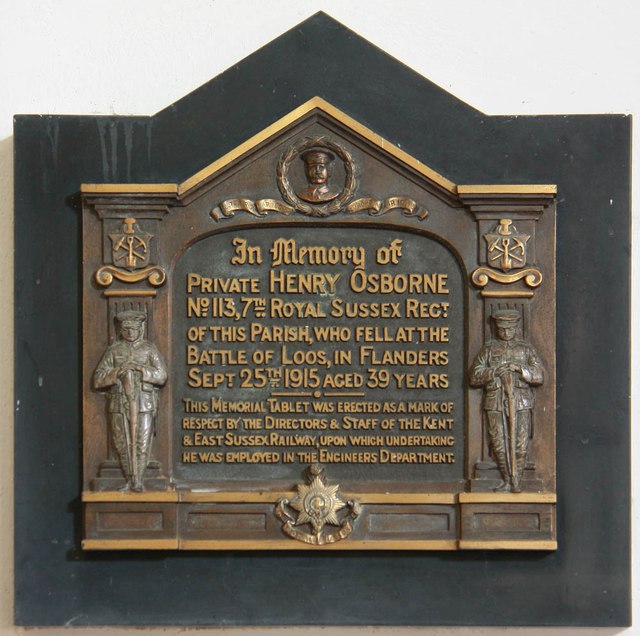 In Memory of
PRIVATE HENRY OSBORNE
No. 113, 7TH ROYAL SUSSEX REGT
OF THIS PARISH, WHO FELL AT THE
BATTLE OF LOOS, IN FLANDERS
SEPT 25TH 1915 AGED 39 YEARS
THIS MEMORIAL TABLET WAS ERECTED AS A MARK OF
RESPECT BY THE DIRECTORS & STAFF OF THE KENT
& EAST SUSSEX RAILWAY, UPON WHICH UNDERTAKING
HE WAS EMPLOYED IN THE ENGINEERS DEPARTMENT.